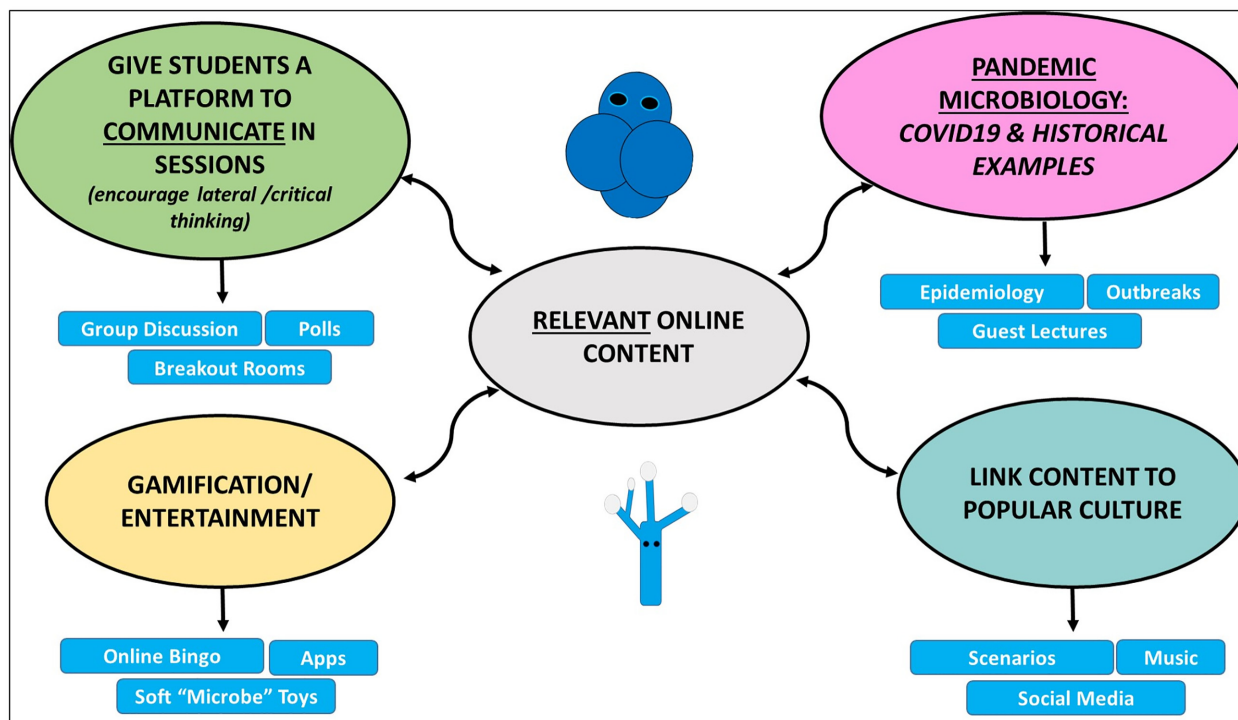 GIVE STUDENTS A
PLATFORM TO
COMMUNICATE IN
SESSIONS
(encourage lateral /critical
thinking)
Group Discussion
Polls
Breakout Rooms
PANDEMIC
MICROBIOLOGY:
COVID19 & HISTORICAL
EXAMPLES
Epidemiology
Outbreaks
Guest Lectures
RELEVANT ONLINE
CONTENT
GAMIFICATION/
ENTERTAINMENT
Online Bingo
Apps
Soft “Microbe” Toys
LINK CONTENT TO
POPULAR CULTURE
Scenarios
Music
Social Media